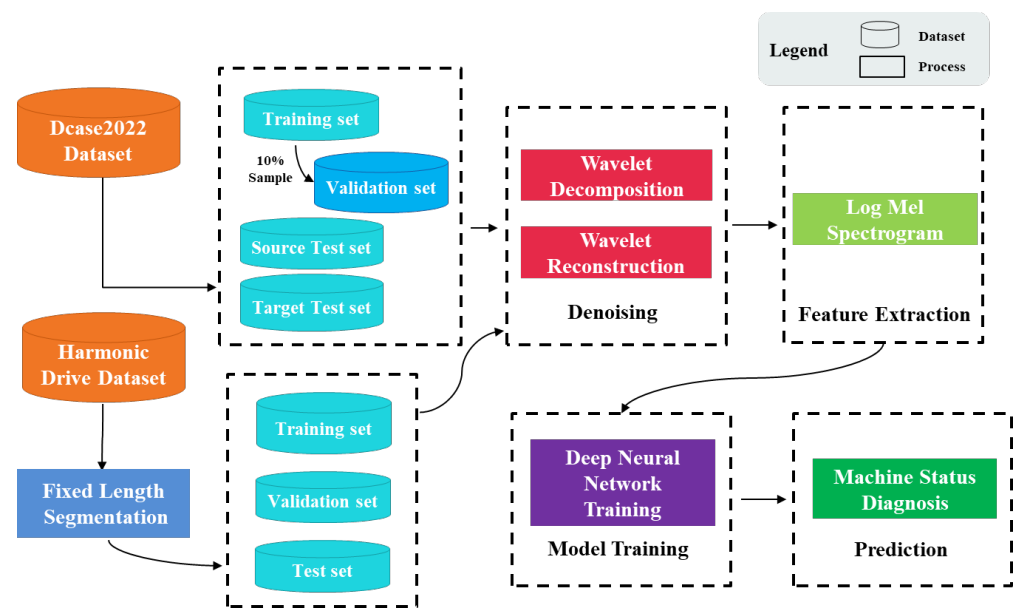 Legend
Dataset
Process
Dcase2022
Dataset
Training set
10%
Sample
Validation set
Source Test set
Target Test set
Wavelet
Decomposition
Wavelet
Reconstruction
Denoising
Log Mel
Spectrogram
Feature Extraction
Harmonic
Drive Dataset
Fixed Length
Segmentation
Training set
Validation set
Test set
Deep Neural
Network
Training
Model Training
Machine Status
Diagnosis
Prediction